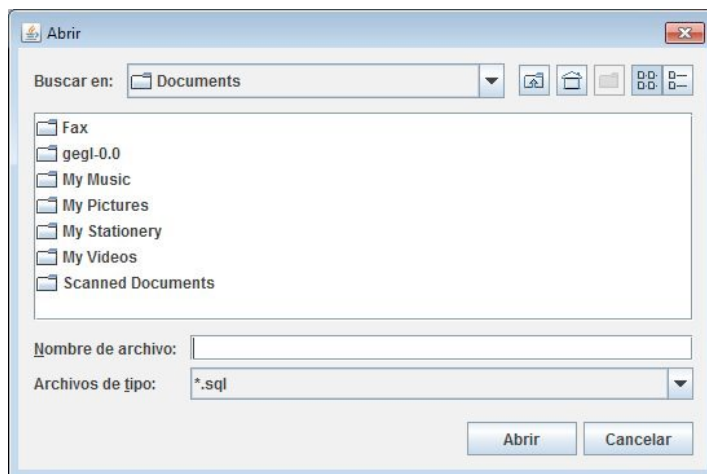 Abrir
Buscar en: Documents
Fax
gegl-0.0
My Music
My Pictures
My Stationery
My Videos
Scanned Documents
Nombre de archivo:
Archivos de tipo: *.sql
Abrir Cancelar